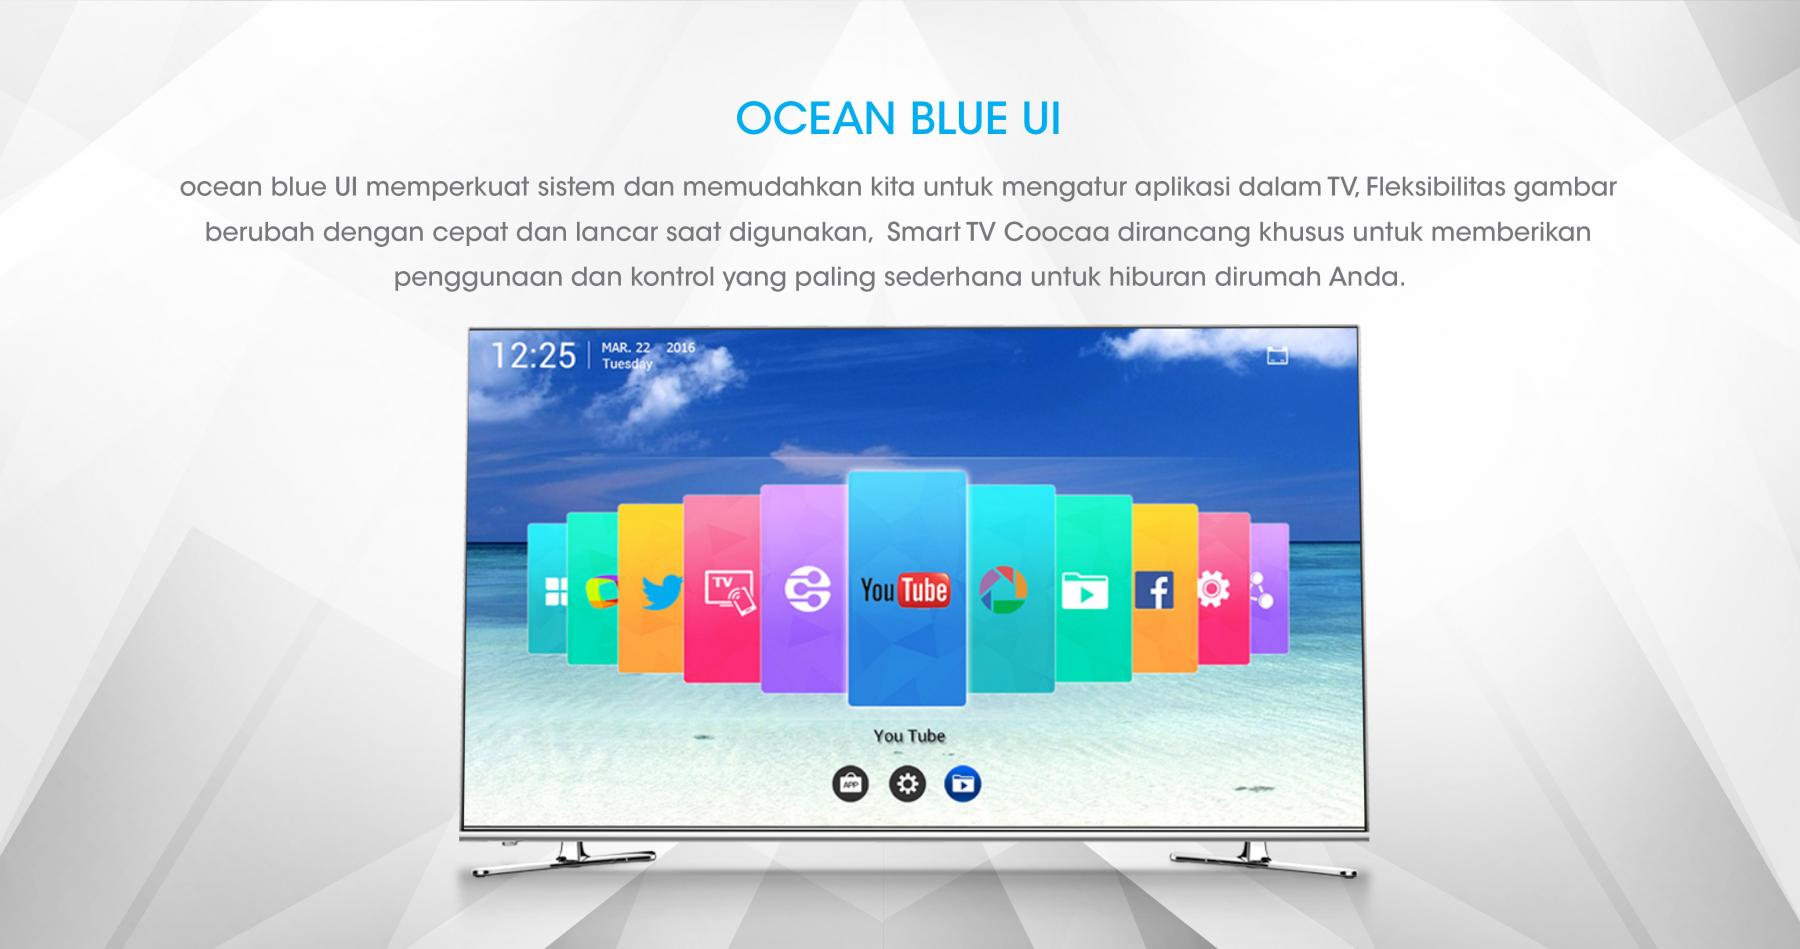 OCEAN BLUE UI
ocean blue UI memperkuat sistem dan memudahkan kita untuk mengatur aplikasi dalam TV, Fleksibilitas gambar
berubah dengan cepat dan lancar saat digunakan, Smart TV Coocaa dirancang khusus untuk memberikan
penggunaan dan kontrol yang paling sederhana untuk hiburan dirumah Anda.
12:25
MAR. 22 2016
Tuesday
TV
You Tube
f
You Tube
APP